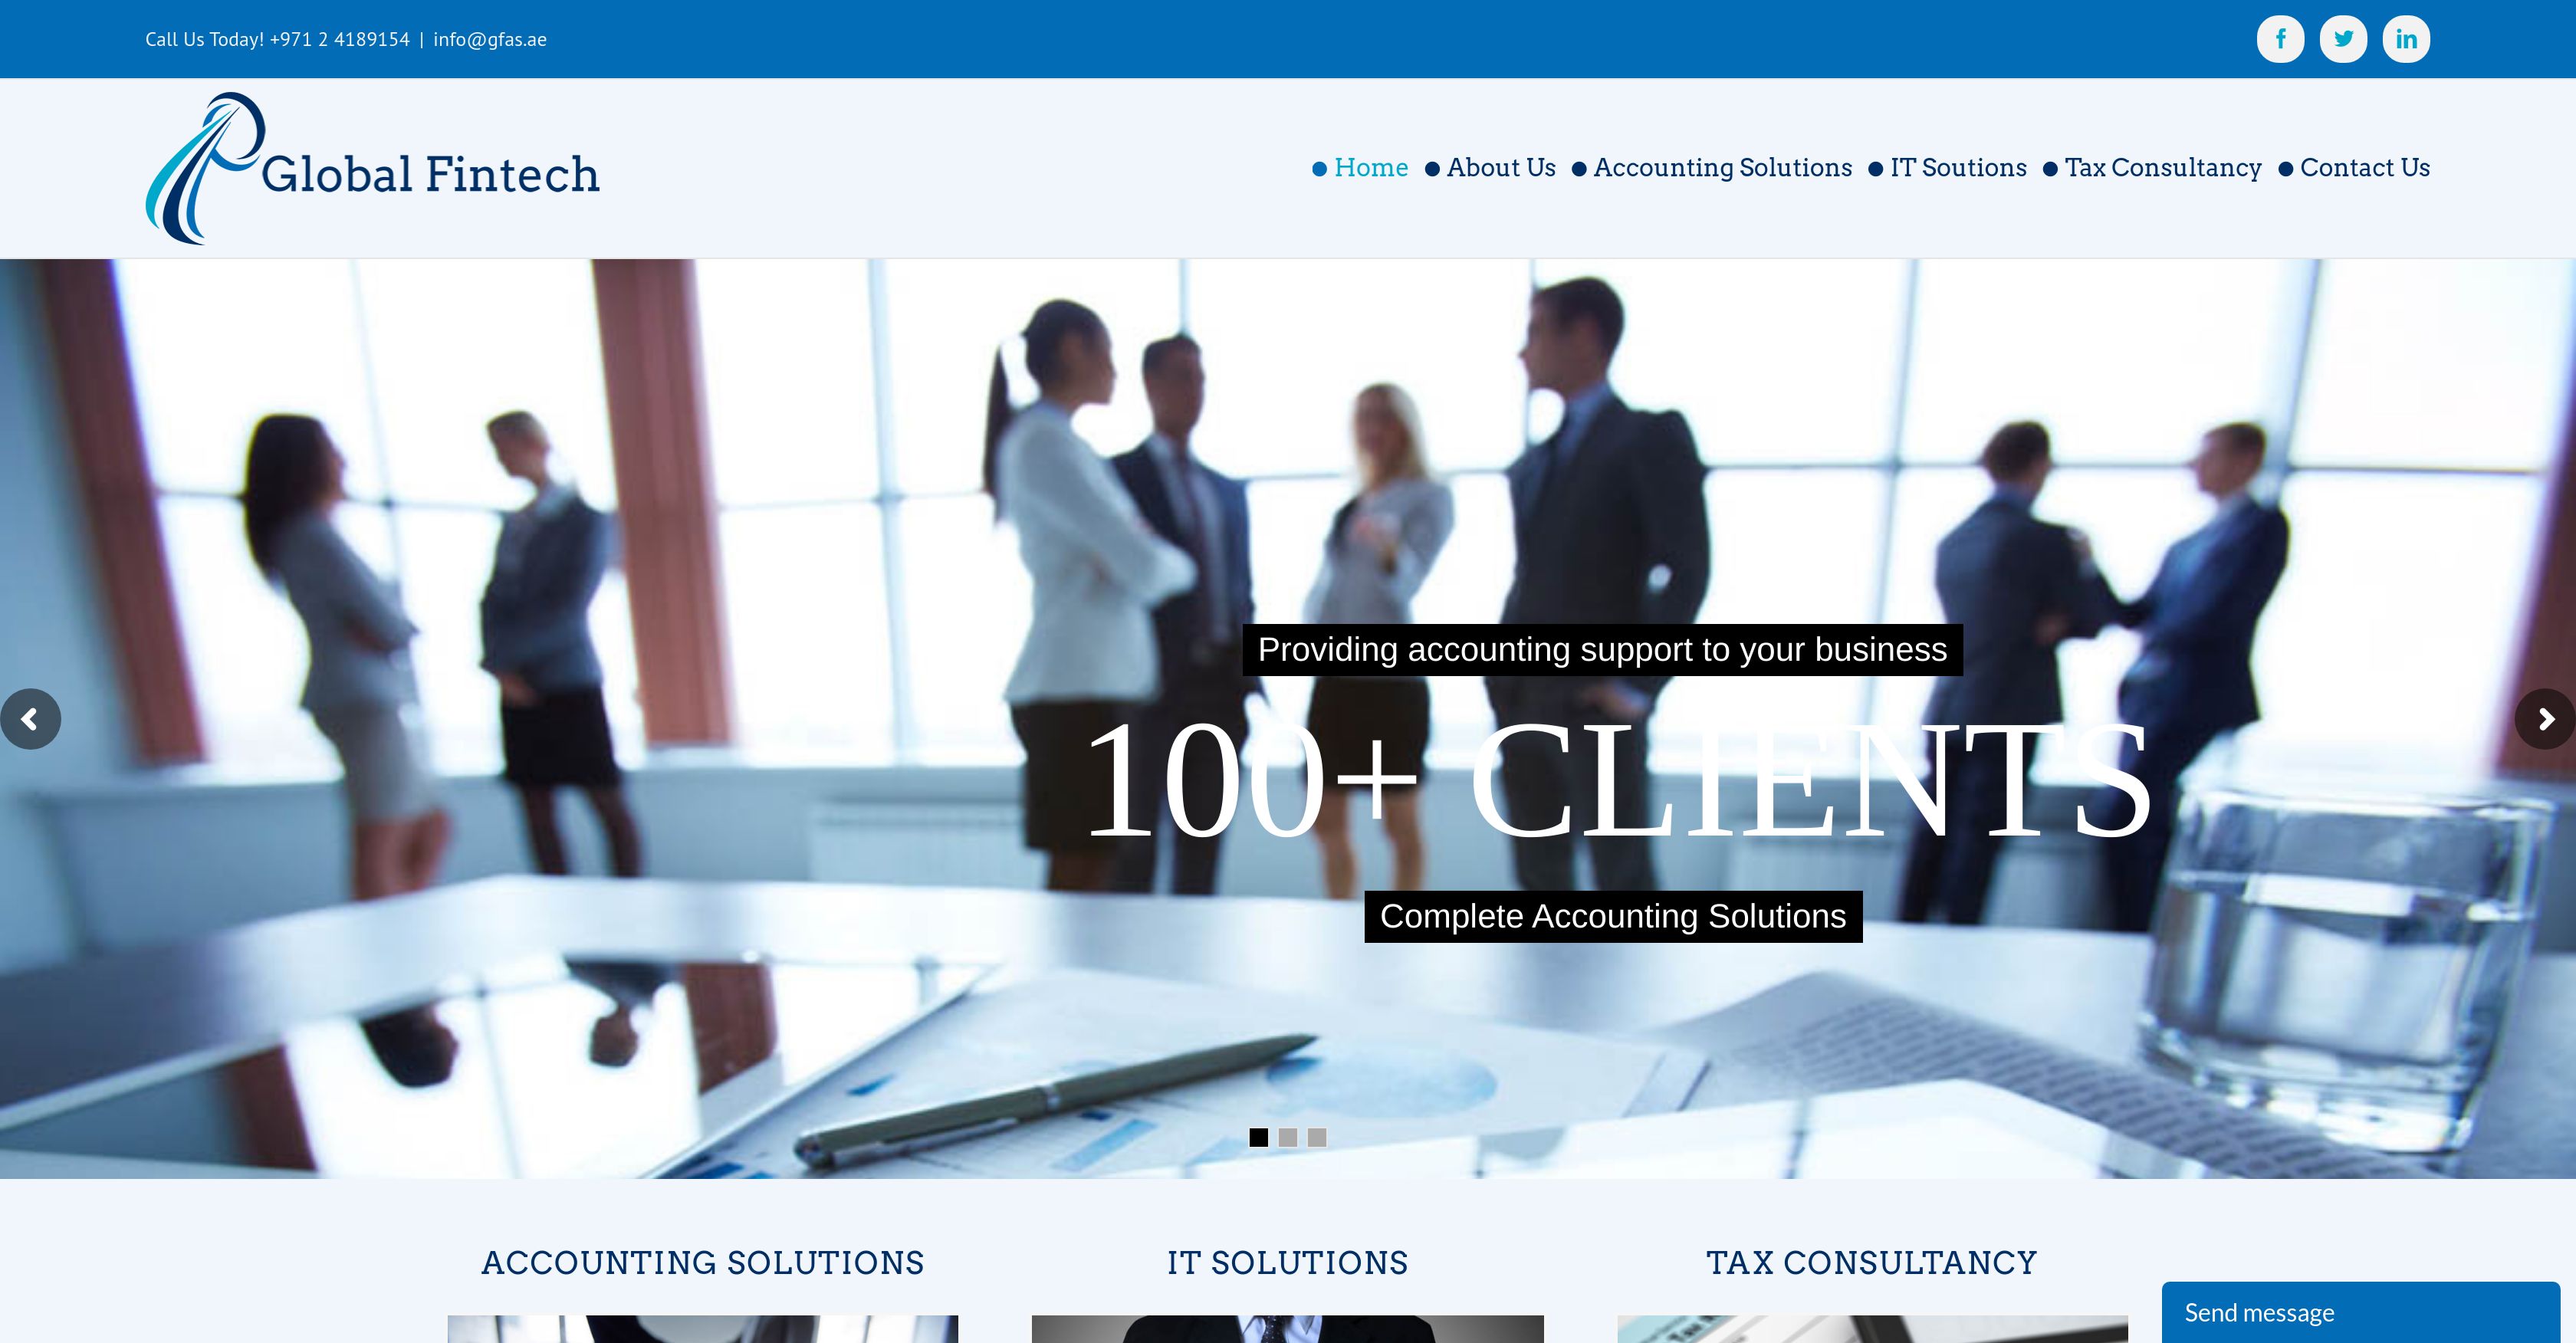 Call Us Today! +971 2 4189154 | info@gfas.ae
Global Fintech
Home About Us Accounting Solutions IT Soutions Tax Consultancy Contact Us
Providing accounting support to your business
100+ CLIENTS
Complete Accounting Solutions
ACCOUNTING SOLUTIONS
IT SOLUTIONS
TAX CONSULTANCY
Send message